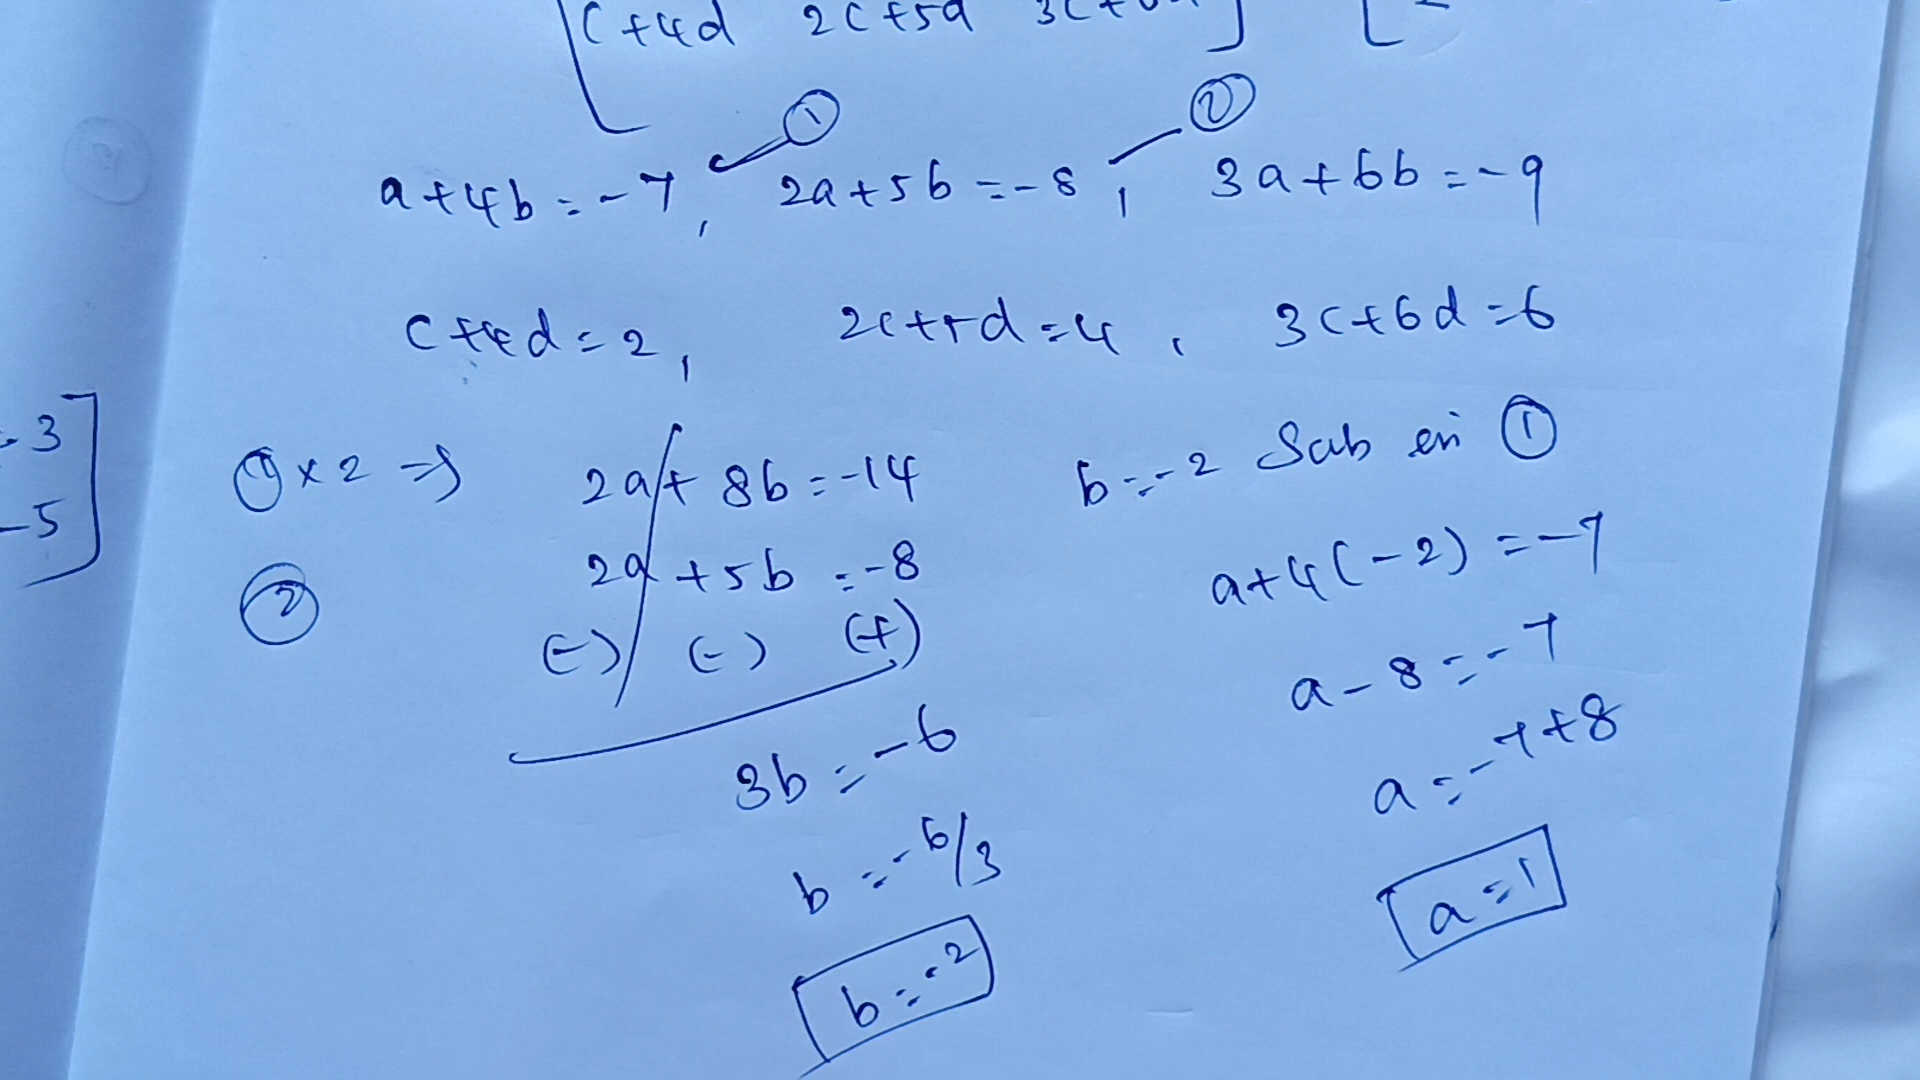 c+4d 2c+5d 3c+6d
① ②
a+4b=-7, 2a+5b=-8, 3a+6b=-9
c+4d=2, 2c+5d=4, 3c+6d=6
-3
-5
①×2 ⇒ 2a+8b=-14
② 2a+5b=-8
(-) (-) (+)
3b=-6
b=-6/3
b=-2
b=-2 Sub in ①
a+4(-2)=-7
a-8=-7
a=-7+8
a=1